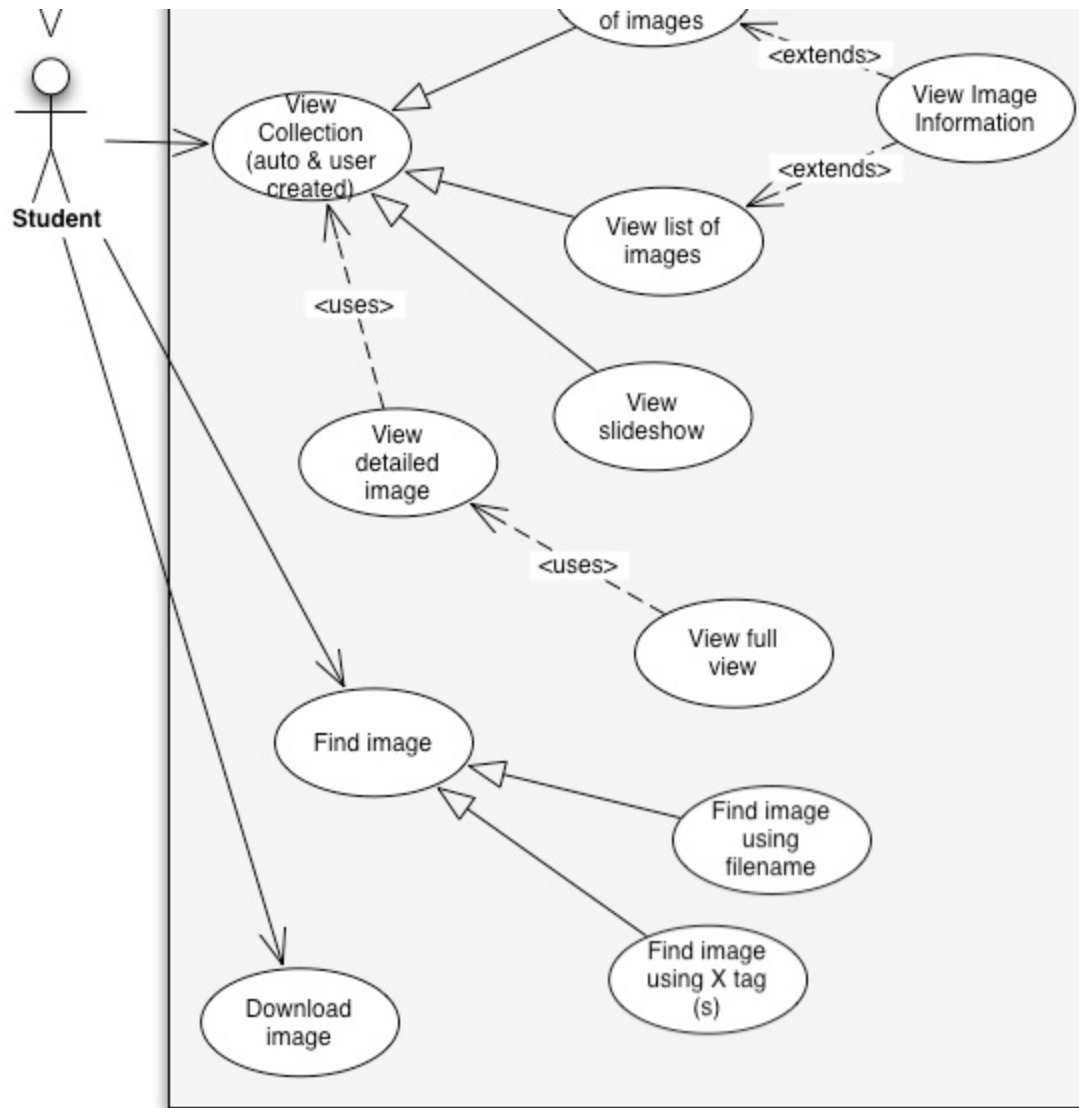 of images
<extends>
View Image
Information
View
Collection
(auto & user
created)
<extends>
Student
View list of
images
<uses>
View
slideshow
View
detailed
image
<uses>
View full
view
Find image
Find image
using
filename
Find image
using X tag
(s)
Download
image